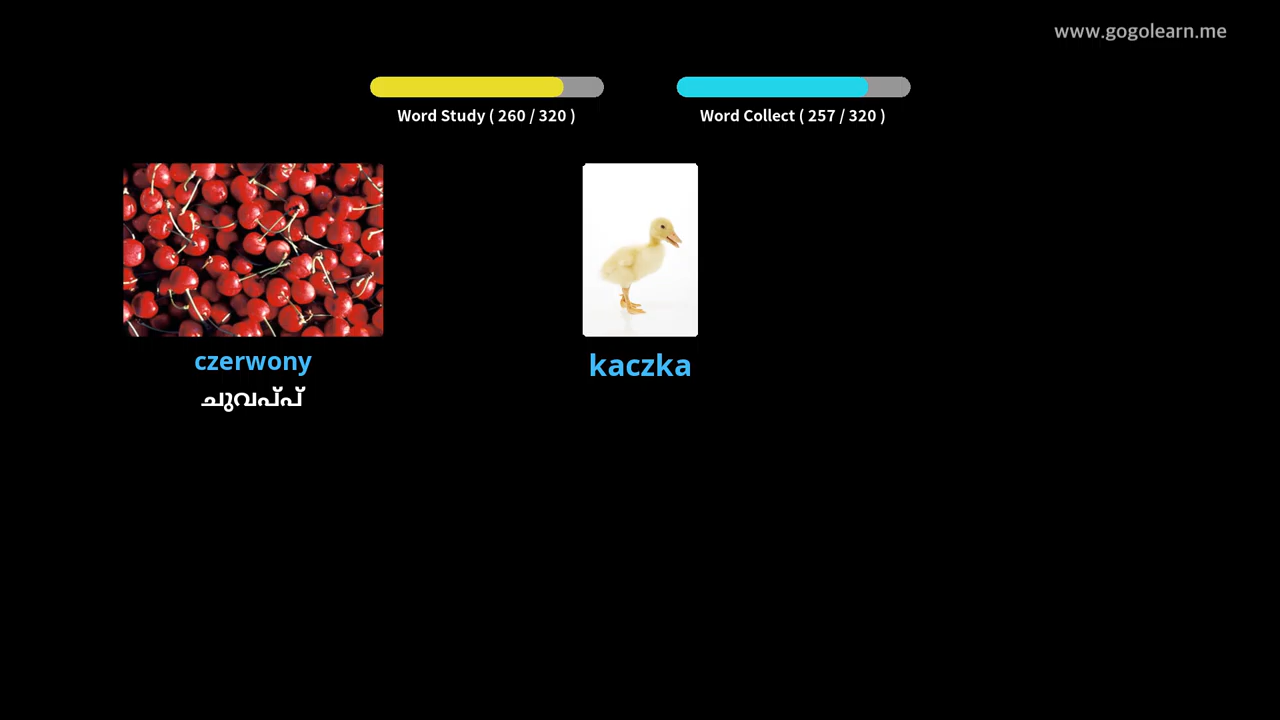 www.gogolearn.me
Word Study ( 260 / 320 )
Word Collect ( 257 / 320 )
czerwony
ചുവപ്പ്
kaczka